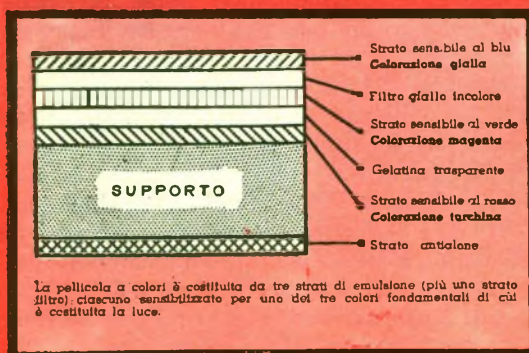 Strato sensibile al blu
Colorazione gialla
Filtro giallo incolore
Strato sensibile al verde
Colorazione magenta
Gelatina trasparente
SUPPORTO
Strato sensibile al rosso
Colorazione turchina
Strato antialone
La pellicola a colori è costituita da tre strati di emulsione (più uno strato
filtro) ciascuno sensibilizzato per uno dei tre colori fondamentali di cui
è costituita la luce.